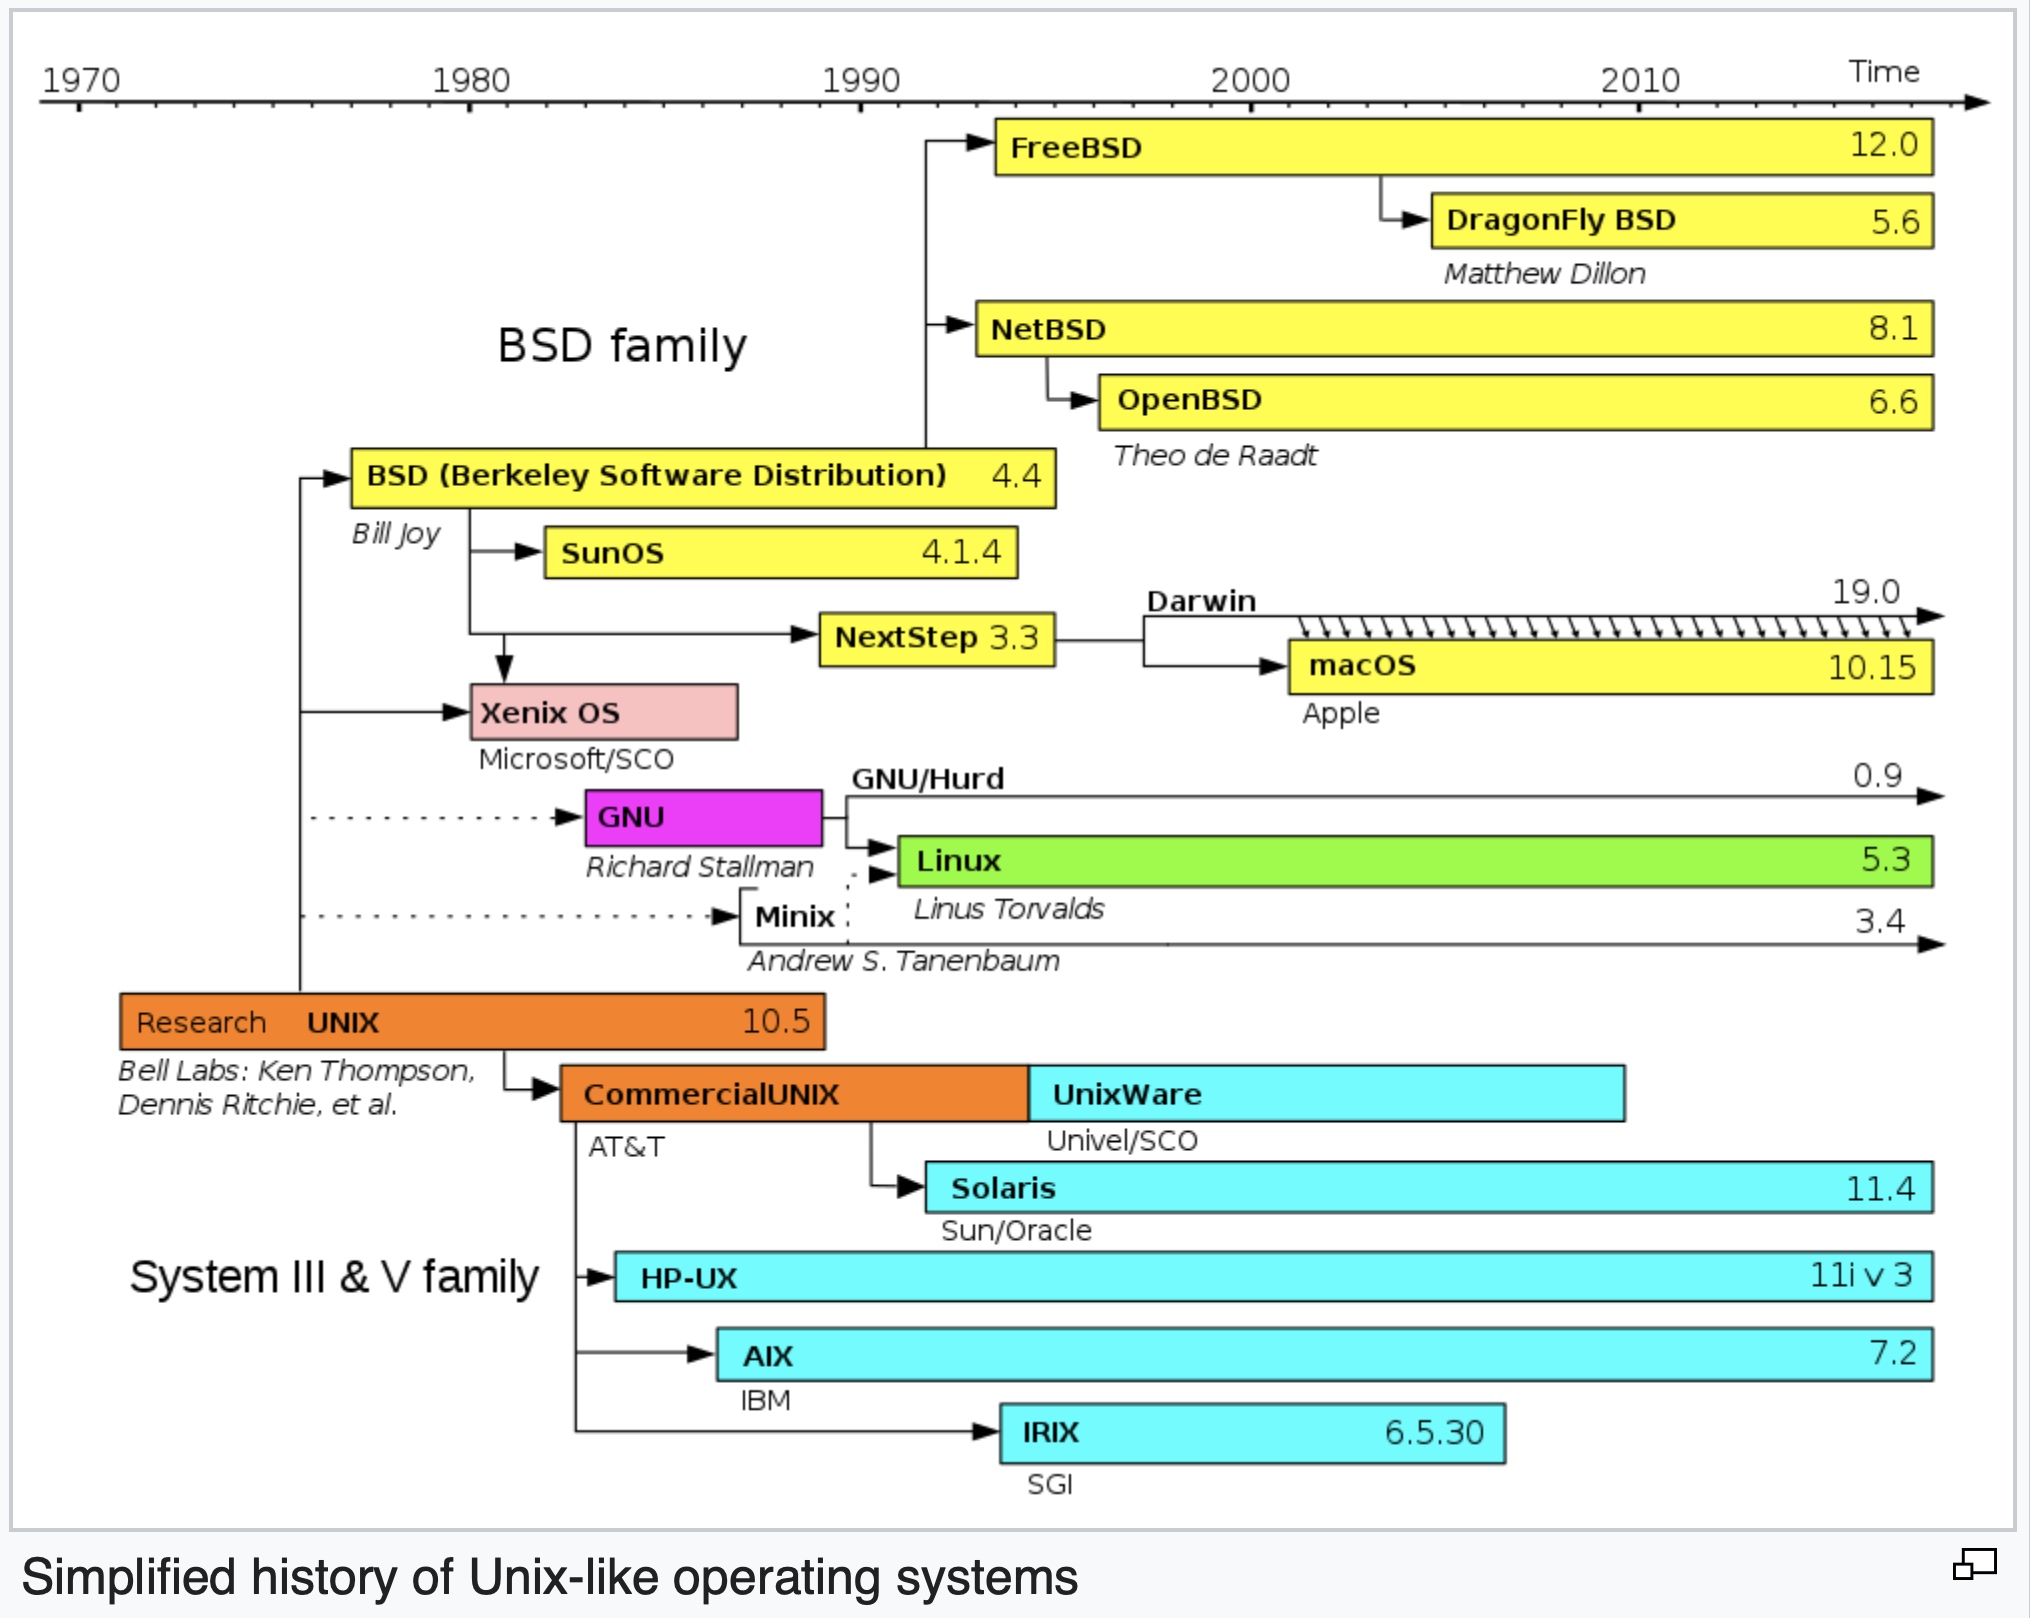 1970 1980 1990 2000 2010 Time
FreeBSD 12.0
DragonFly BSD 5.6
Matthew Dillon
NetBSD 8.1
BSD family
OpenBSD 6.6
Theo de Raadt
BSD (Berkeley Software Distribution) 4.4
Bill Joy
SunOS 4.1.4
Darwin 19.0
NextStep 3.3
macOS 10.15
Apple
Xenix OS
Microsoft/SCO
GNU/Hurd 0.9
GNU
Richard Stallman
Linux 5.3
Linus Torvalds
Minix 3.4
Andrew S. Tanenbaum
Research UNIX 10.5
Bell Labs: Ken Thompson,
Dennis Ritchie, et al.
CommercialUNIX UnixWare
AT&T Univel/SCO
Solaris 11.4
Sun/Oracle
System III & V family
HP-UX 11i v 3
AIX 7.2
IBM
IRIX 6.5.30
SGI
Simplified history of Unix-like operating systems